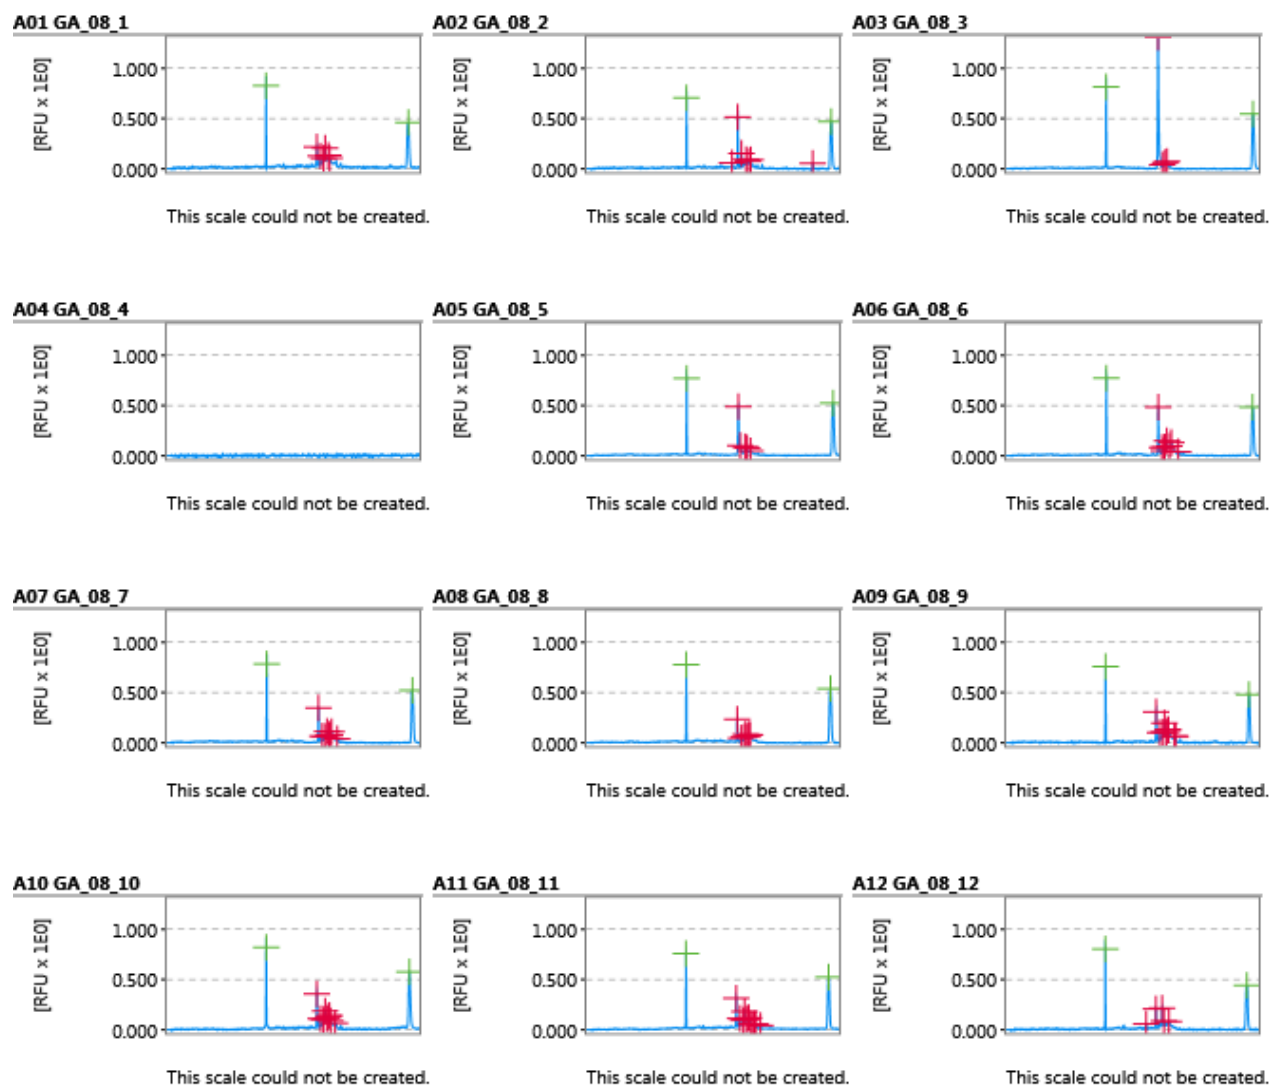 A01 GA_08_1 A02 GA_08_2 A03 GA_08_3
[RFU x 1E0] 1.000 0.500 0.000 [RFU x 1E0] 1.000 0.500 0.000 [RFU x 1E0] 1.000 0.500 0.000
This scale could not be created. This scale could not be created. This scale could not be created.
A04 GA_08_4 A05 GA_08_5 A06 GA_08_6
[RFU x 1E0] 1.000 0.500 0.000 [RFU x 1E0] 1.000 0.500 0.000 [RFU x 1E0] 1.000 0.500 0.000
This scale could not be created. This scale could not be created. This scale could not be created.
A07 GA_08_7 A08 GA_08_8 A09 GA_08_9
[RFU x 1E0] 1.000 0.500 0.000 [RFU x 1E0] 1.000 0.500 0.000 [RFU x 1E0] 1.000 0.500 0.000
This scale could not be created. This scale could not be created. This scale could not be created.
A10 GA_08_10 A11 GA_08_11 A12 GA_08_12
[RFU x 1E0] 1.000 0.500 0.000 [RFU x 1E0] 1.000 0.500 0.000 [RFU x 1E0] 1.000 0.500 0.000
This scale could not be created. This scale could not be created. This scale could not be created.